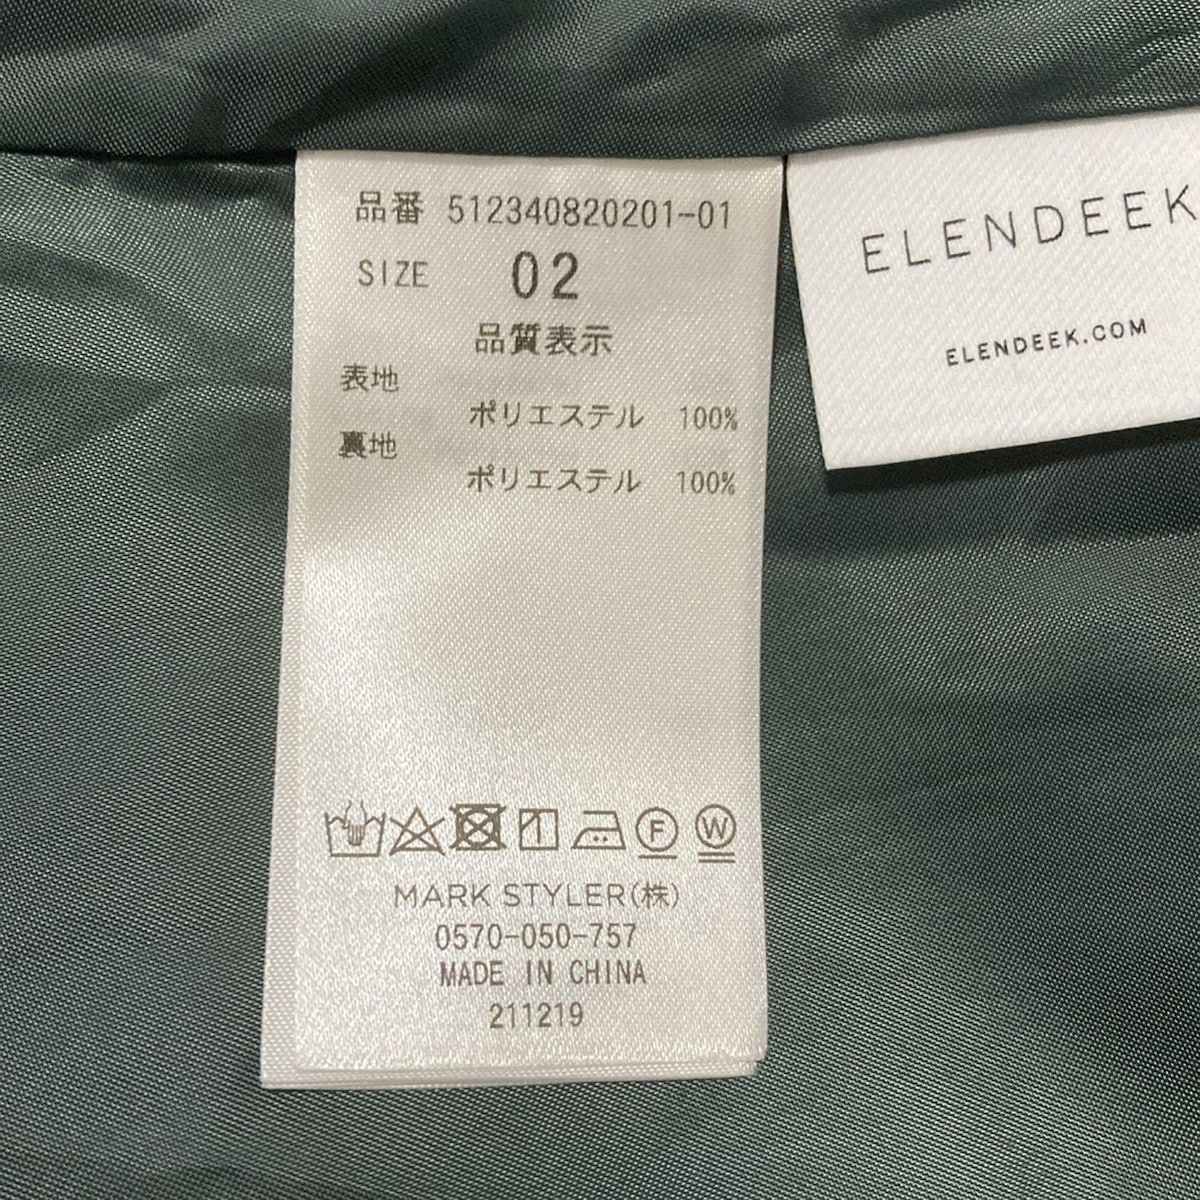 品番 512340820201-01
SIZE 02
品質表示
表地
ポリエステル 100%
裏地
ポリエステル 100%
F W
MARK STYLER(株)
0570-050-757
MADE IN CHINA
211219
ELENDEEK
ELENDEEK.COM